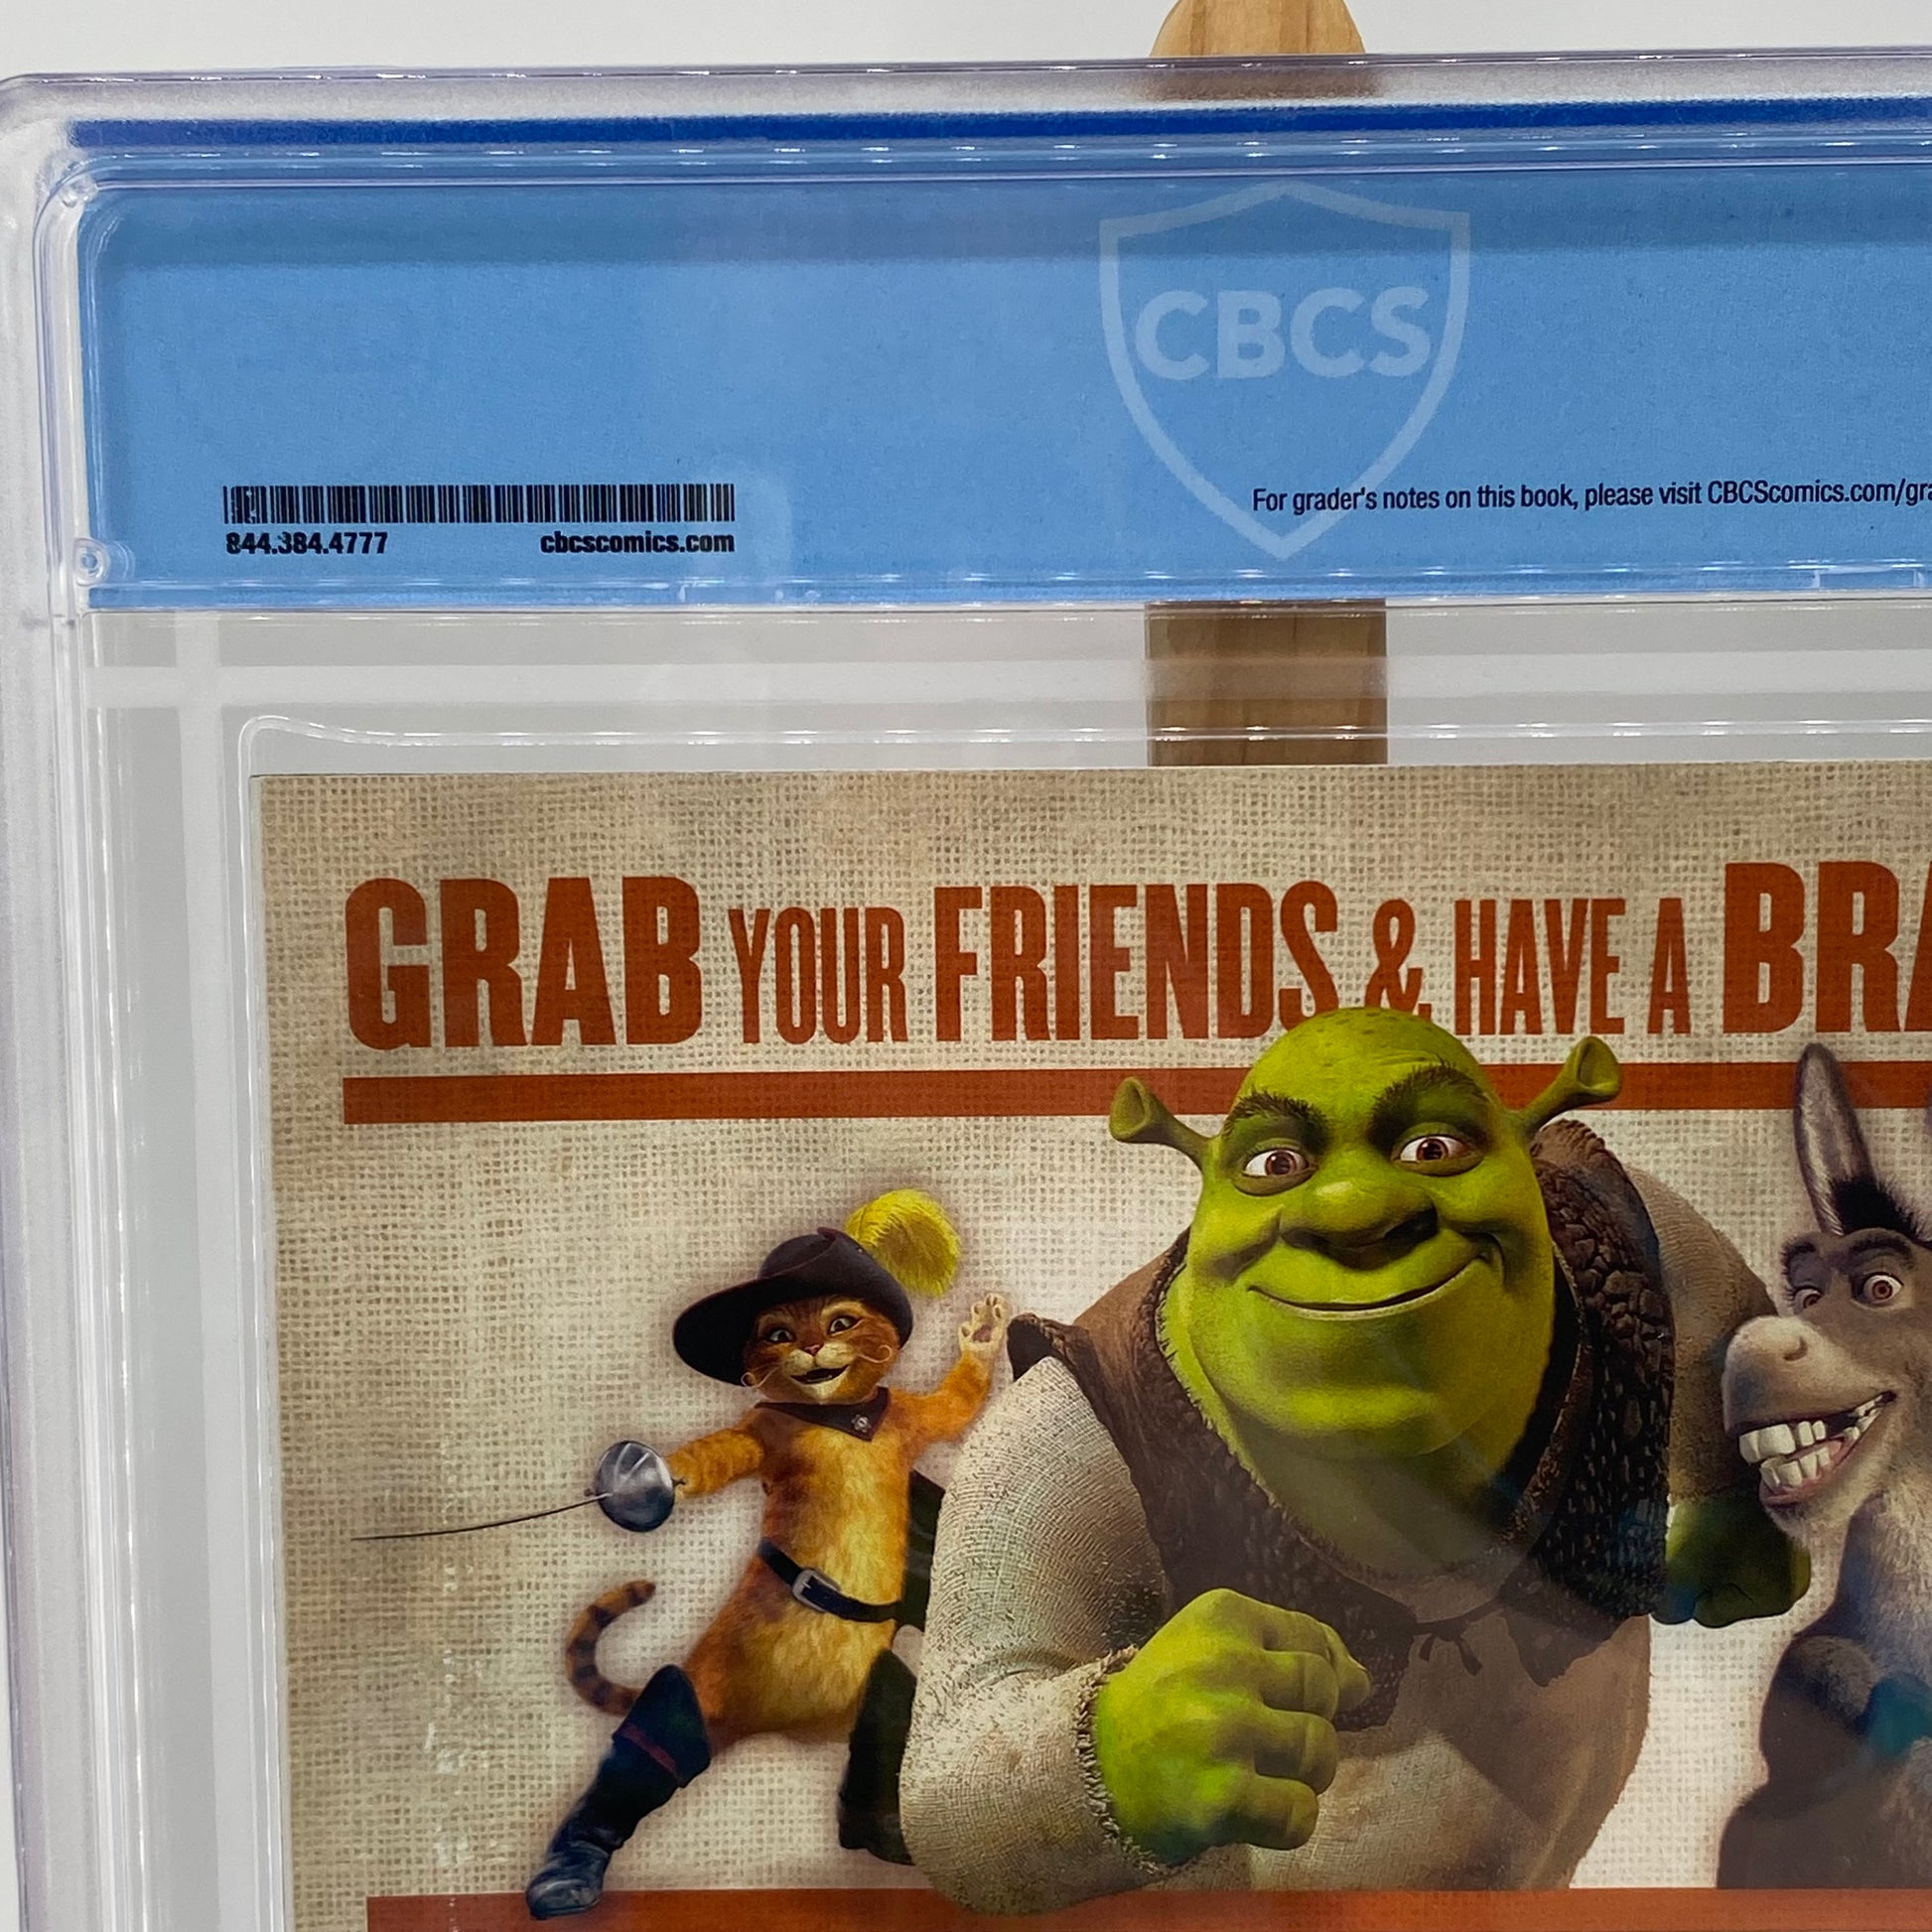 CBCS
For grader's notes on this book, please visit CBCScomics.com/gra
844.384.4777 cbcscomics.com
GRAB YOUR FRIENDS & HAVE A BRA